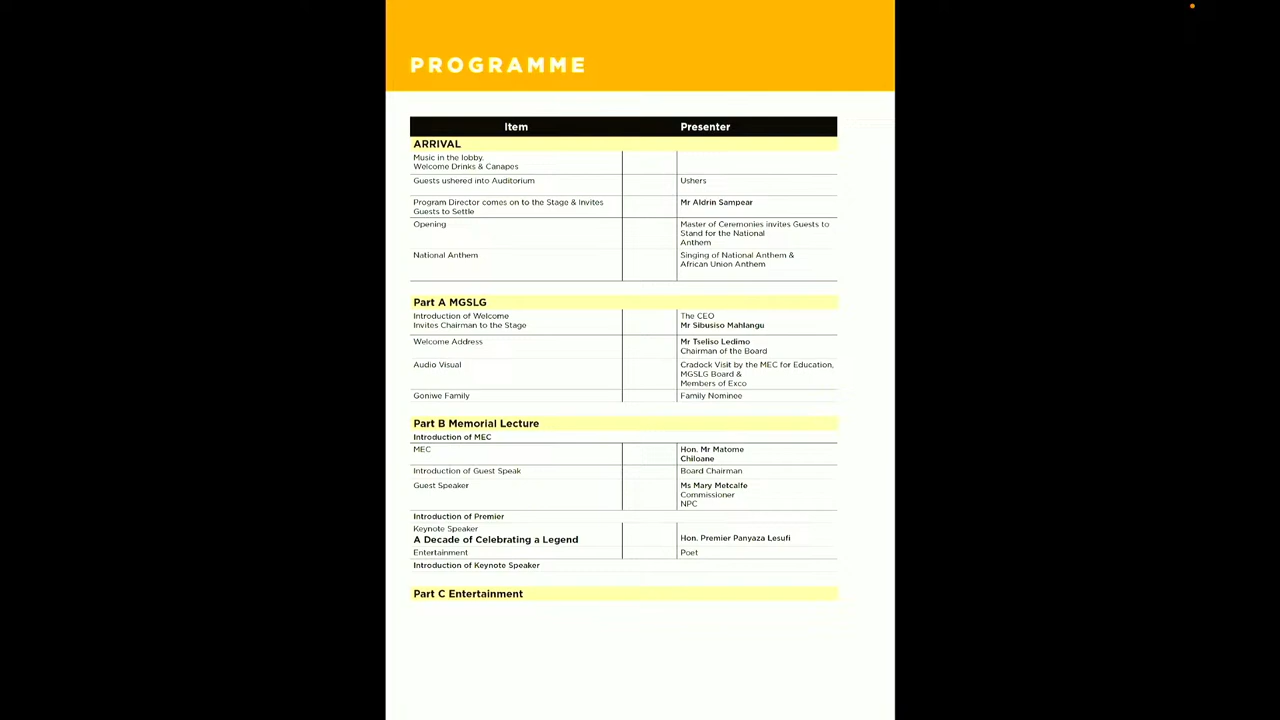 PROGRAMME
Item Presenter
ARRIVAL
Music in the lobby.
Welcome Drinks & Canapes
Guests ushered into Auditorium Ushers
Program Director comes on to the Stage & Invites Mr Aldrin Sampear
Guests to Settle
Opening Master of Ceremonies invites Guests to
Stand for the National
Anthem
National Anthem Singing of National Anthem &
African Union Anthem
Part A MGSLG
Introduction of Welcome The CEO
Invites Chairman to the Stage Mr Sibusiso Mahlangu
Welcome Address Mr Tseliso Ledimo
Chairman of the Board
Audio Visual Cradock Visit by the MEC for Education,
MGSLG Board &
Members of Exco
Goniwe Family Family Nominee
Part B Memorial Lecture
Introduction of MEC
MEC Hon. Mr Matome
Chiloane
Introduction of Guest Speak Board Chairman
Guest Speaker Ms Mary Metcalfe
Commissioner
NPC
Introduction of Premier
Keynote Speaker
A Decade of Celebrating a Legend Hon. Premier Panyaza Lesufi
Entertainment Poet
Introduction of Keynote Speaker
Part C Entertainment